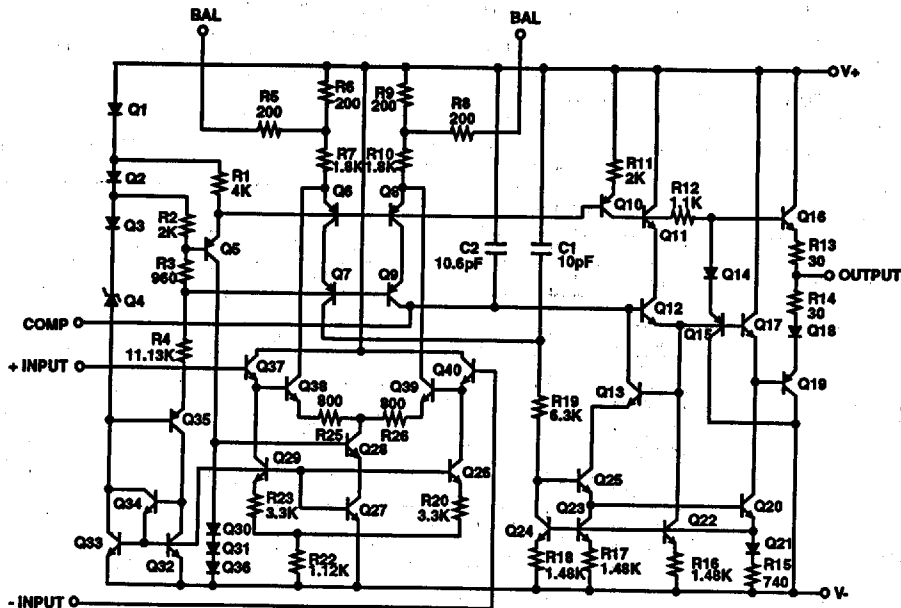 BAL
BAL
V+
R6
200
R9
200
R5
200
R8
200
Q1
R7
1.8K
R10
1.8K
R1
4K
R11
2K
Q2
Q6
Q8
R12
1.1K
Q10
Q16
Q3
R2
2K
Q5
Q11
R13
30
R3
960
C2
10.6pF
C1
10pF
Q14
OUTPUT
Q7
Q9
Q4
Q12
R14
30
COMP
Q15
Q17
Q18
R4
11.13K
+ INPUT
Q37
Q38
Q39
Q40
Q19
Q13
800
800
R19
6.3K
R25
R26
Q35
Q28
Q29
Q26
Q25
Q34
R23
3.3K
Q27
R20
3.3K
Q20
Q30
Q24
Q23
Q22
Q33
Q32
Q31
Q21
Q36
R22
1.12K
R18
1.48K
R17
1.48K
R16
1.48K
R15
740
V-
- INPUT